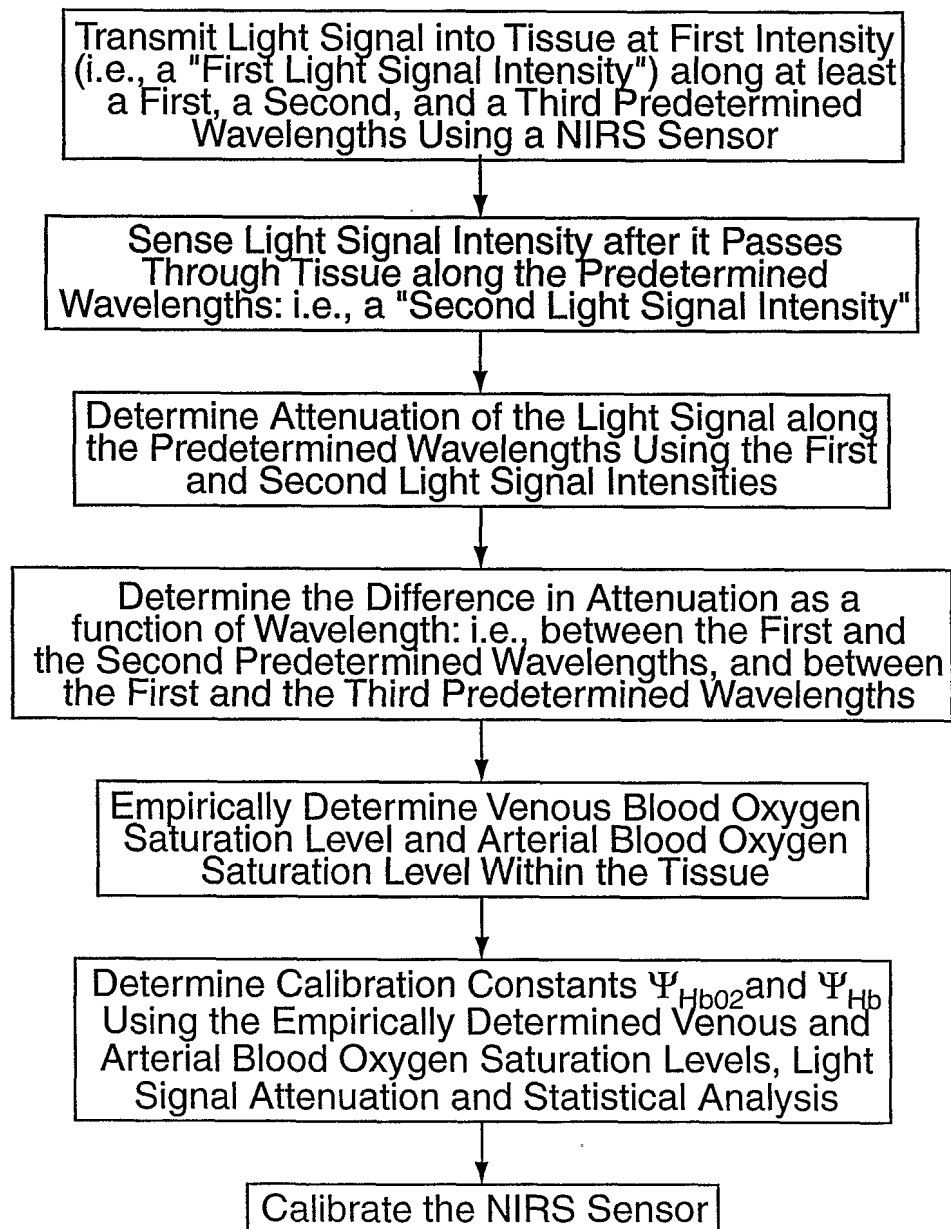 Transmit Light Signal into Tissue at First Intensity
(i.e., a "First Light Signal Intensity") along at least
a First, a Second, and a Third Predetermined
Wavelengths Using a NIRS Sensor
Sense Light Signal Intensity after it Passes
Through Tissue along the Predetermined
Wavelengths: i.e., a "Second Light Signal Intensity"
Determine Attenuation of the Light Signal along
the Predetermined Wavelengths Using the First
and Second Light Signal Intensities
Determine the Difference in Attenuation as a
function of Wavelength: i.e., between the First and
the Second Predetermined Wavelengths, and between
the First and the Third Predetermined Wavelengths
Empirically Determine Venous Blood Oxygen
Saturation Level and Arterial Blood Oxygen
Saturation Level Within the Tissue
Determine Calibration Constants Ψ_Hb02 and Ψ_Hb
Using the Empirically Determined Venous and
Arterial Blood Oxygen Saturation Levels, Light
Signal Attenuation and Statistical Analysis
Calibrate the NIRS Sensor